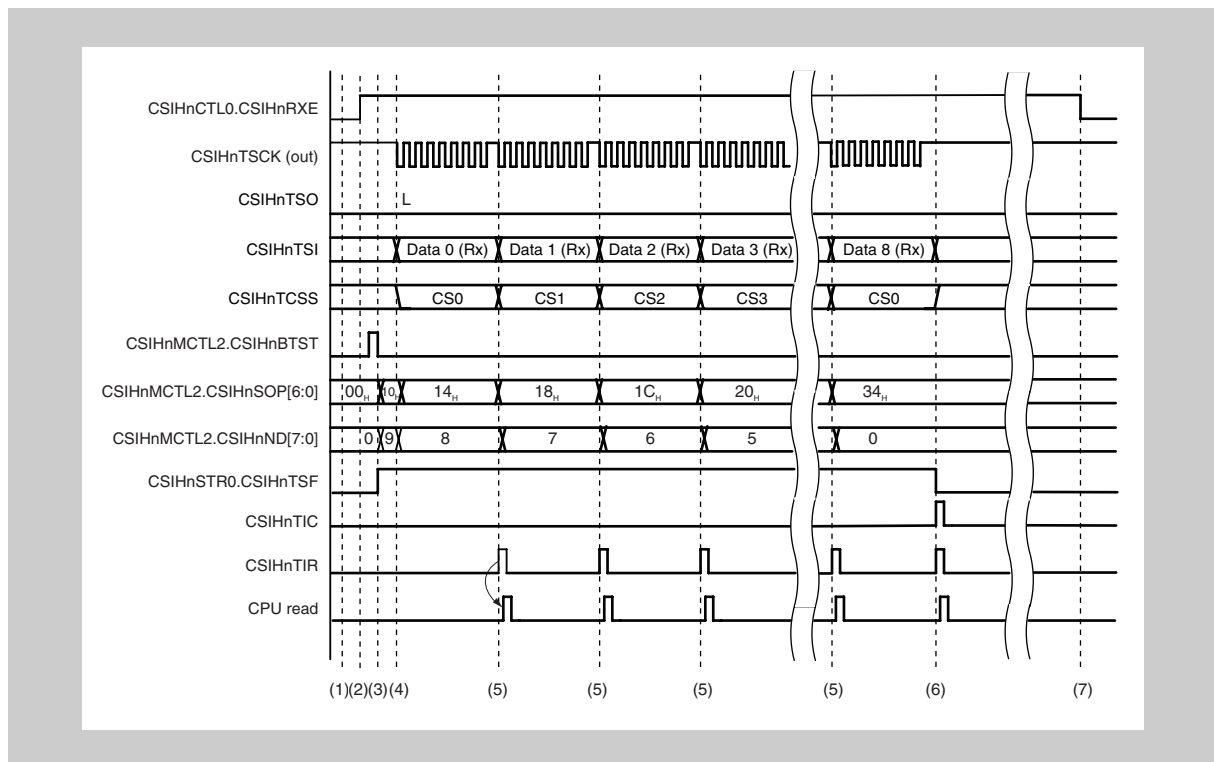 CSIHnCTL0.CSIHnRXE
CSIHnTSCK (out)
CSIHnTSO L
CSIHnTSI Data 0 (Rx) Data 1 (Rx) Data 2 (Rx) Data 3 (Rx) Data 8 (Rx)
CSIHnTCSS CS0 CS1 CS2 CS3 CS0
CSIHnMCTL2.CSIHnBTST
CSIHnMCTL2.CSIHnSOP[6:0] 00H 10H 14H 18H 1CH 20H 34H
CSIHnMCTL2.CSIHnND[7:0] 0 9 8 7 6 5 0
CSIHnSTR0.CSIHnTSF
CSIHnTIC
CSIHnTIR
CPU read
(1)(2)(3)(4) (5) (5) (5) (5) (6) (7)